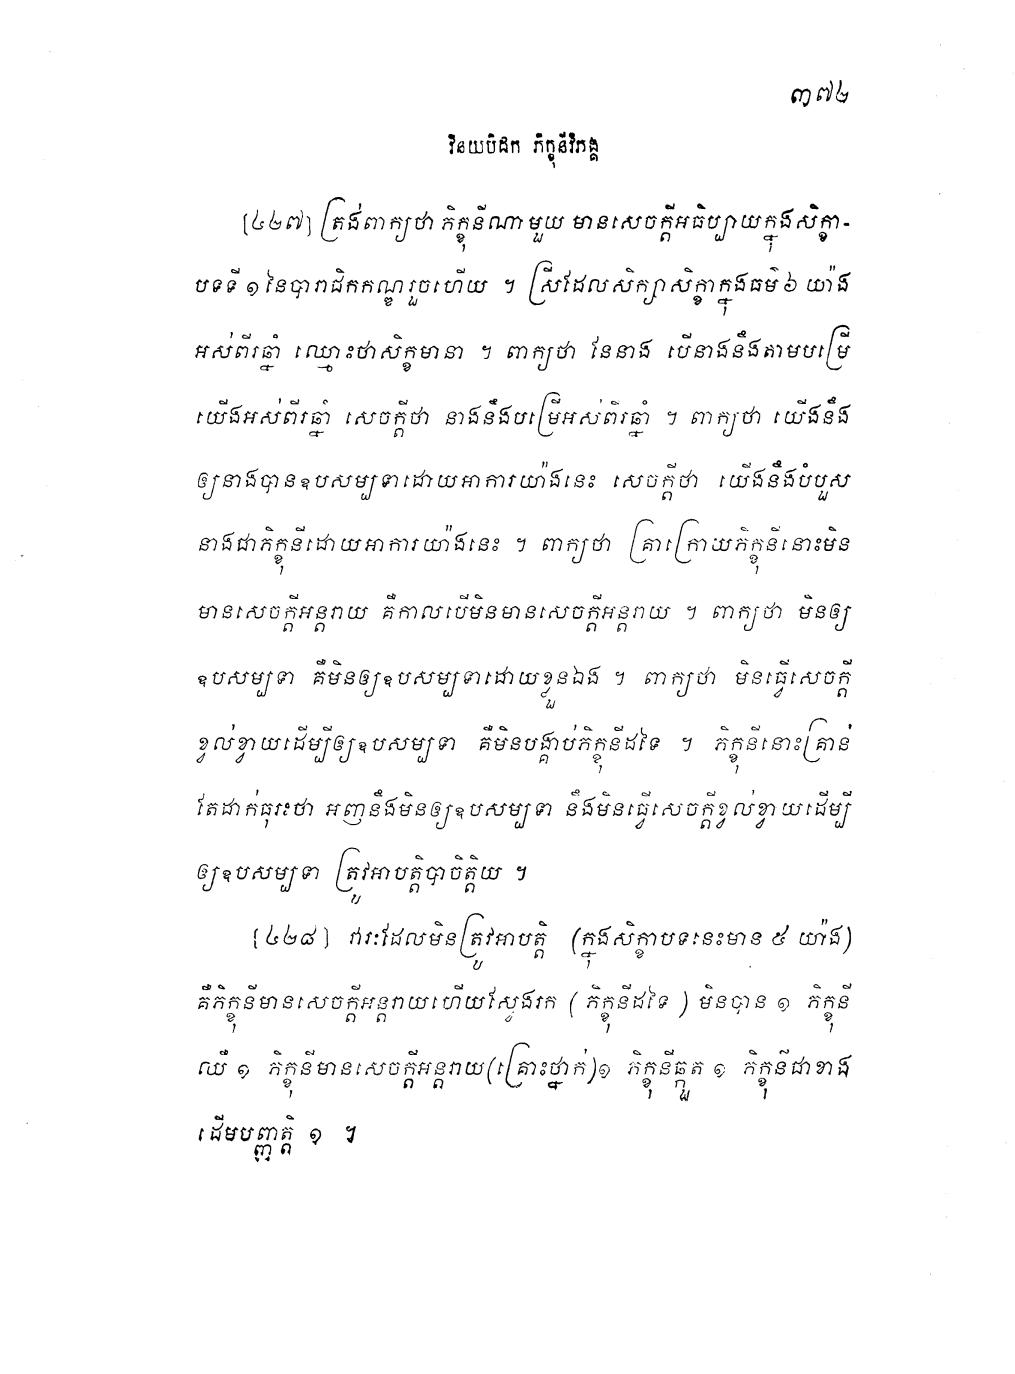 ៣៧៤
វិនយបិដក ភិក្ខុនីវិភង្គ
[៤២៧] ត្រង់ពាក្យថា ភិក្ខុនីណាមួយ មានសេចក្តីអធិប្បាយក្នុងសិក្ខា-
បទទី ១ នៃបារាជិកកណ្ឌរួចហើយ ។ ស្រីដែលសិក្សាសិក្ខាក្នុងធម៌ ៦ យ៉ាង
អស់ពីរឆ្នាំ ឈ្មោះថាសិក្ខមានា ។ ពាក្យថា នែនាង បើនាងនឹងតាមបម្រើ
យើងអស់ពីរឆ្នាំ សេចក្តីថា នាងនឹងបម្រើអស់ពីរឆ្នាំ ។ ពាក្យថា យើងនឹង
ឲ្យនាងបានឧបសម្បទាដោយអាការយ៉ាងនេះ សេចក្តីថា យើងនឹងបំបួស
នាងជាភិក្ខុនីដោយអាការយ៉ាងនេះ ។ ពាក្យថា គ្រាក្រោយភិក្ខុនីនោះមិន
មានសេចក្តីអន្តរាយ គឺកាលបើមិនមានសេចក្តីអន្តរាយ ។ ពាក្យថា មិនឲ្យ
ឧបសម្បទា គឺមិនឲ្យឧបសម្បទាដោយខ្លួនឯង ។ ពាក្យថា មិនធ្វើសេចក្តី
ខ្វល់ខ្វាយដើម្បីឲ្យឧបសម្បទា គឺមិនបង្គាប់ភិក្ខុនីដទៃ ។ ភិក្ខុនីនោះគ្រាន់
តែដាក់ធុរះថា អញនឹងមិនឲ្យឧបសម្បទា នឹងមិនធ្វើសេចក្តីខ្វល់ខ្វាយដើម្បី
ឲ្យឧបសម្បទា ត្រូវអាបត្តិបាចិត្តិយ ។
[៤២៨] វារៈដែលមិនត្រូវអាបត្តិ (ក្នុងសិក្ខាបទនេះមាន ៥ យ៉ាង)
គឺភិក្ខុនីមានសេចក្តីអន្តរាយហើយស្វែងរក ( ភិក្ខុនីដទៃ ) មិនបាន ១ ភិក្ខុនី
ឈឺ ១ ភិក្ខុនីមានសេចក្តីអន្តរាយ(គ្រោះថ្នាក់)១ ភិក្ខុនីឆ្កួត ១ ភិក្ខុនីជាខាង
ដើមបញ្ញត្តិ ១ ។